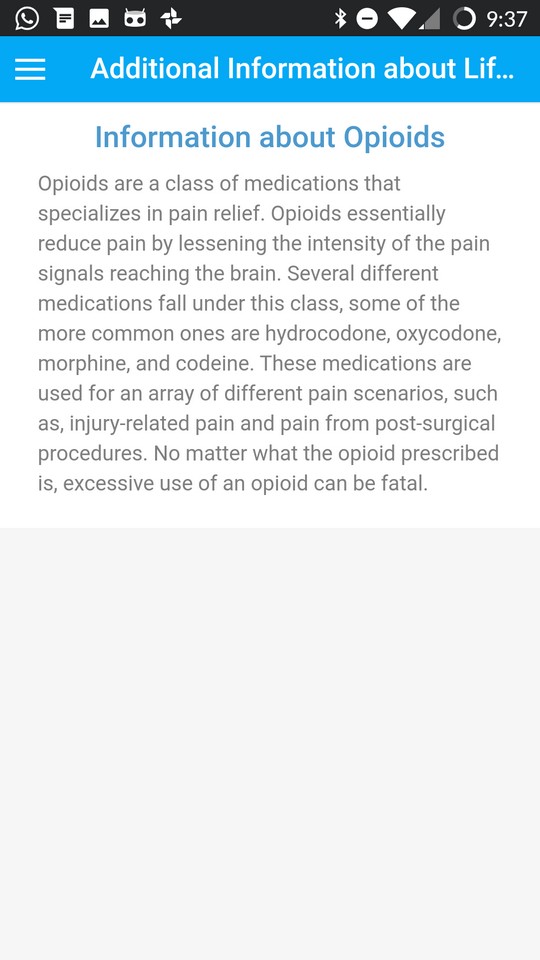 9:37
Additional Information about Lif...
Information about Opioids
Opioids are a class of medications that
specializes in pain relief. Opioids essentially
reduce pain by lessening the intensity of the pain
signals reaching the brain. Several different
medications fall under this class, some of the
more common ones are hydrocodone, oxycodone,
morphine, and codeine. These medications are
used for an array of different pain scenarios, such
as, injury-related pain and pain from post-surgical
procedures. No matter what the opioid prescribed
is, excessive use of an opioid can be fatal.